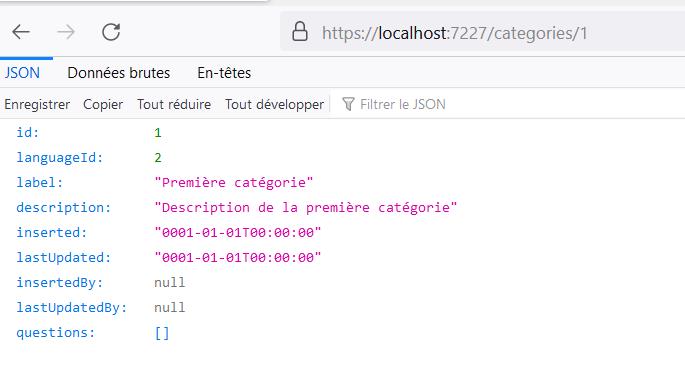 https://localhost:7227/categories/1
JSON Données brutes En-têtes
Enregistrer Copier Tout réduire Tout développer Filtrer le JSON
id: 1
languageId: 2
label: "Première catégorie"
description: "Description de la première catégorie"
inserted: "0001-01-01T00:00:00"
lastUpdated: "0001-01-01T00:00:00"
insertedBy: null
lastUpdatedBy: null
questions: []